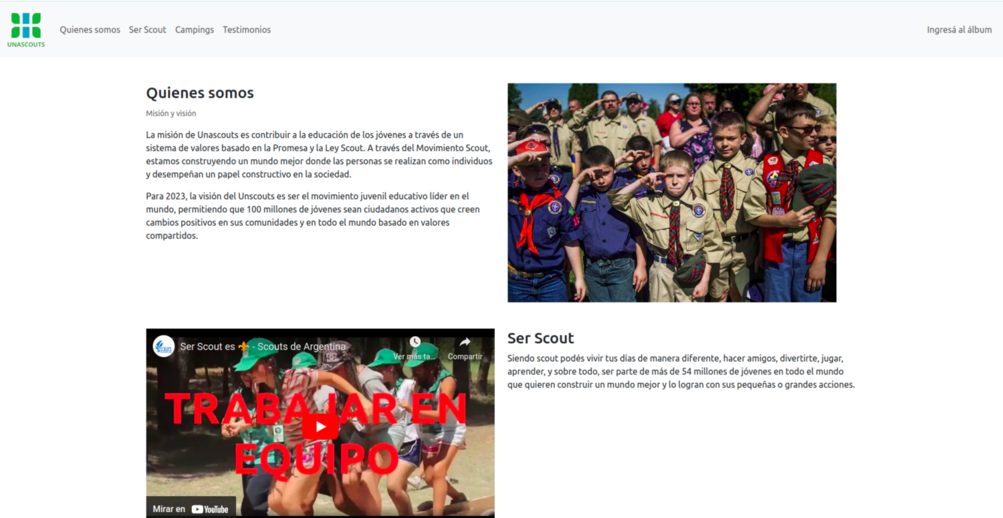 UNASCOUTS
Quienes somos Ser Scout Campings Testimonios Ingresá al álbum
Quienes somos
Misión y visión
La misión de Unascouts es contribuir a la educación de los jóvenes a través de un
sistema de valores basado en la Promesa y la Ley Scout. A través del Movimiento Scout,
estamos construyendo un mundo mejor donde las personas se realizan como individuos
y desempeñan un papel constructivo en la sociedad.
Para 2023, la visión del Unscouts es ser el movimiento juvenil educativo líder en el
mundo, permitiendo que 100 millones de jóvenes sean ciudadanos activos que creen
cambios positivos en sus comunidades y en todo el mundo basado en valores
compartidos.
Ser Scout es - Scouts de Argentina
Ver más ta...
Compartir
TRABAJAR EN
EQUIPO
Mirar en YouTube
Ser Scout
Siendo scout podés vivir tus días de manera diferente, hacer amigos, divertirte, jugar,
aprender, y sobre todo, ser parte de más de 54 millones de jóvenes en todo el mundo
que quieren construir un mundo mejor y lo logran con sus pequeñas o grandes acciones.